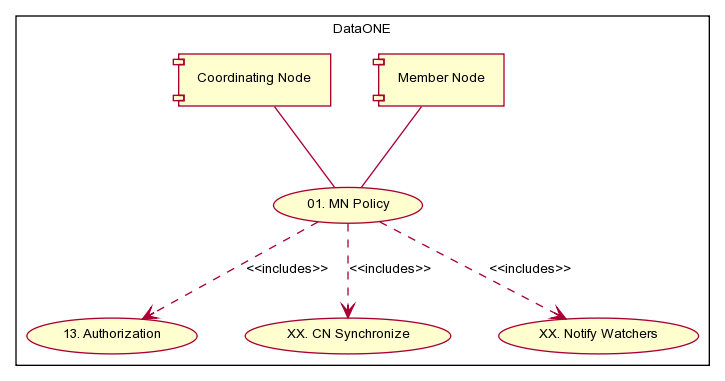 DataONE
Coordinating Node
Member Node
01. MN Policy
<<includes>>
<<includes>>
<<includes>>
13. Authorization
XX. CN Synchronize
XX. Notify Watchers